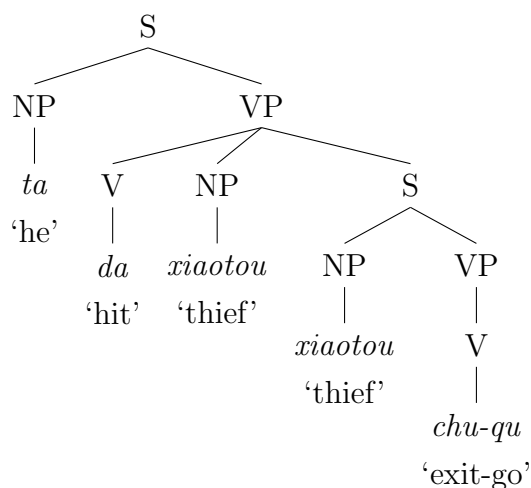 S
NP VP
ta V NP S
‘he’ da xiaotou NP VP
‘hit’ ‘thief’ xiaotou V
‘thief’ chu-qu
‘exit-go’